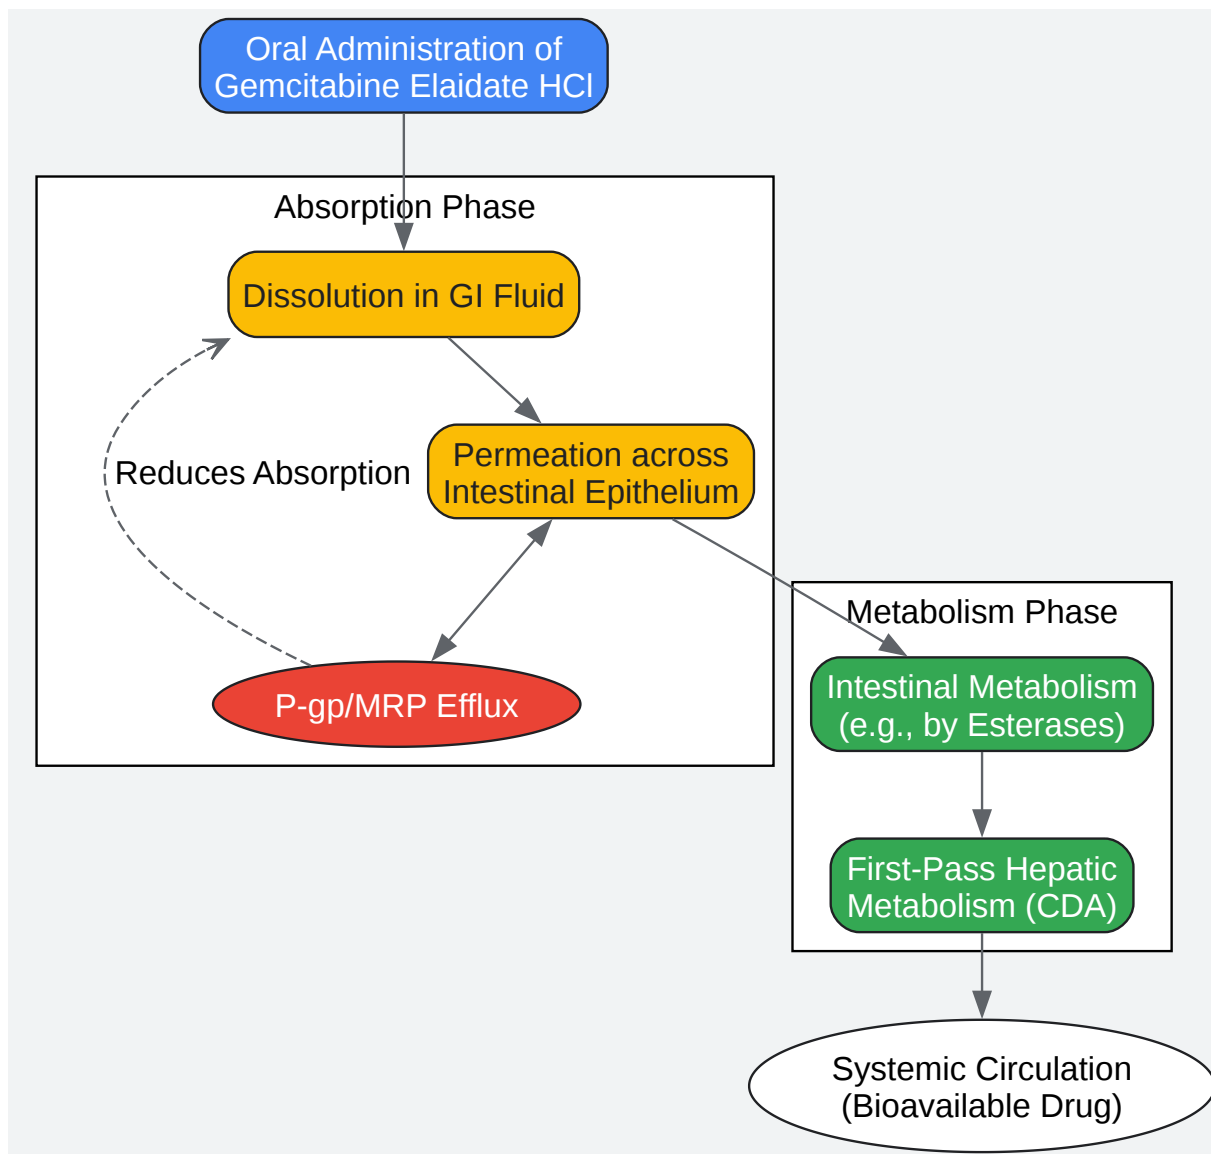 Oral Administration of
Gemcitabine Elaidate HCl
Absorption Phase
Dissolution in GI Fluid
Permeation across
Intestinal Epithelium
Reduces Absorption
P-gp/MRP Efflux
Metabolism Phase
Intestinal Metabolism
(e.g., by Esterases)
First-Pass Hepatic
Metabolism (CDA)
Systemic Circulation
(Bioavailable Drug)